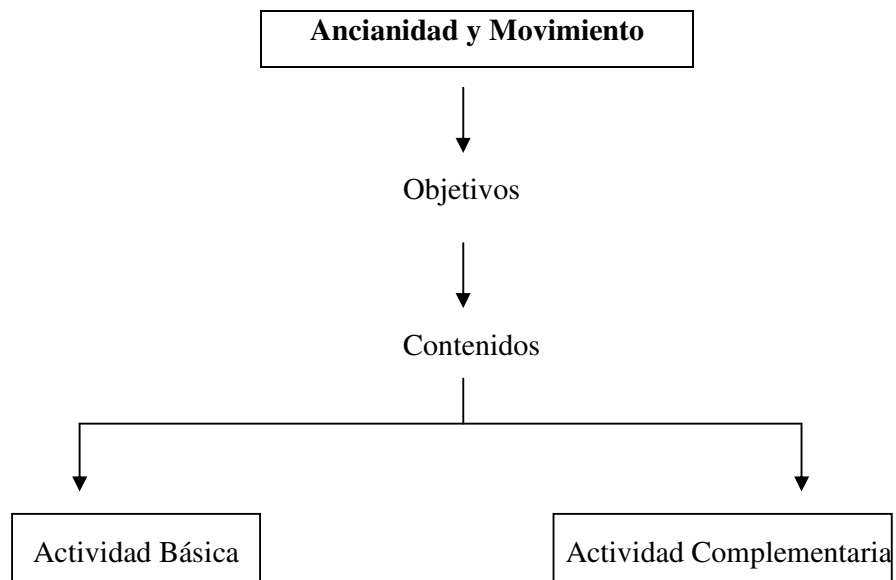 Ancianidad y Movimiento
Objetivos
Contenidos
Actividad Básica
Actividad Complementaria